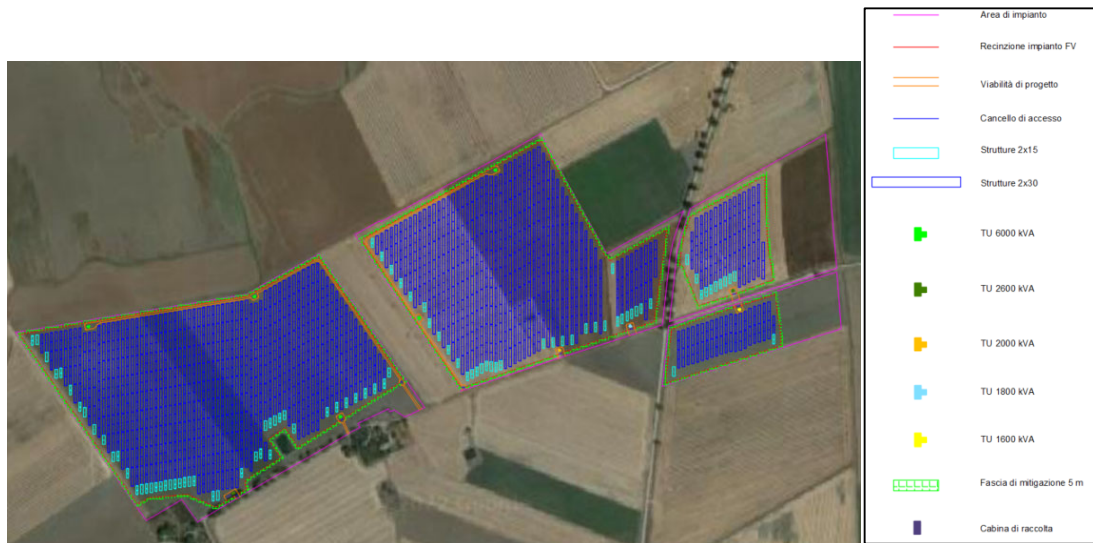 Area di impianto
Recinzione impianto FV
Viabilità di progetto
Cancello di accesso
Strutture 2x15
Strutture 2x30
TU 6000 kVA
TU 2600 kVA
TU 2000 kVA
TU 1800 kVA
TU 1600 kVA
Fascia di mitigazione 5 m
Cabina di raccolta